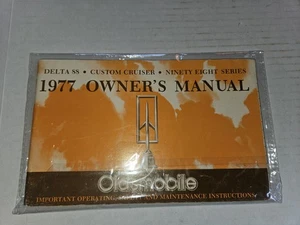 DELTA 88 • CUSTOM CRUISER • NINETY EIGHT SERIES
1977 OWNER'S MANUAL
Oldsmobile
IMPORTANT OPERATING, AND MAINTENANCE INSTRUCTIONS